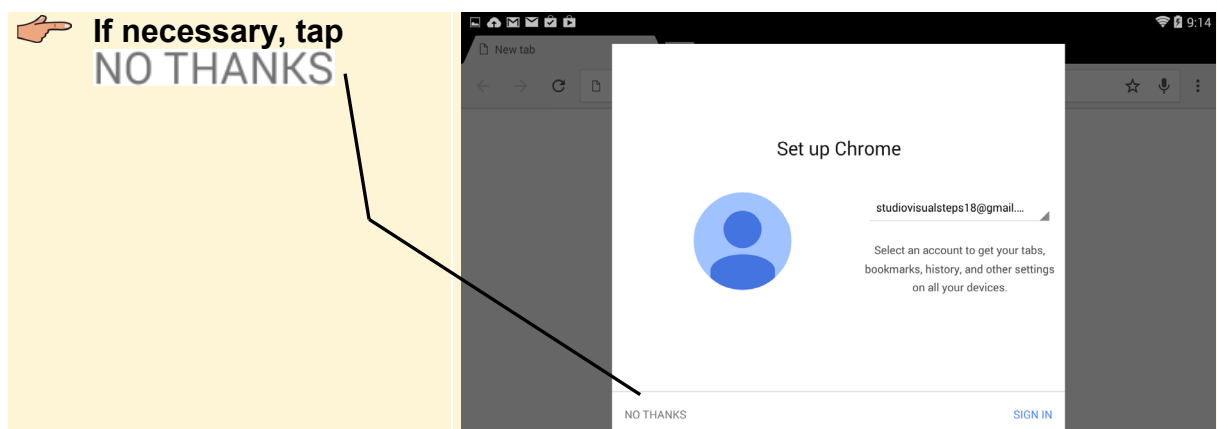 If necessary, tap
NO THANKS
9:14
New tab
Set up Chrome
studiovisualsteps18@gmail....
Select an account to get your tabs,
bookmarks, history, and other settings
on all your devices.
NO THANKS
SIGN IN